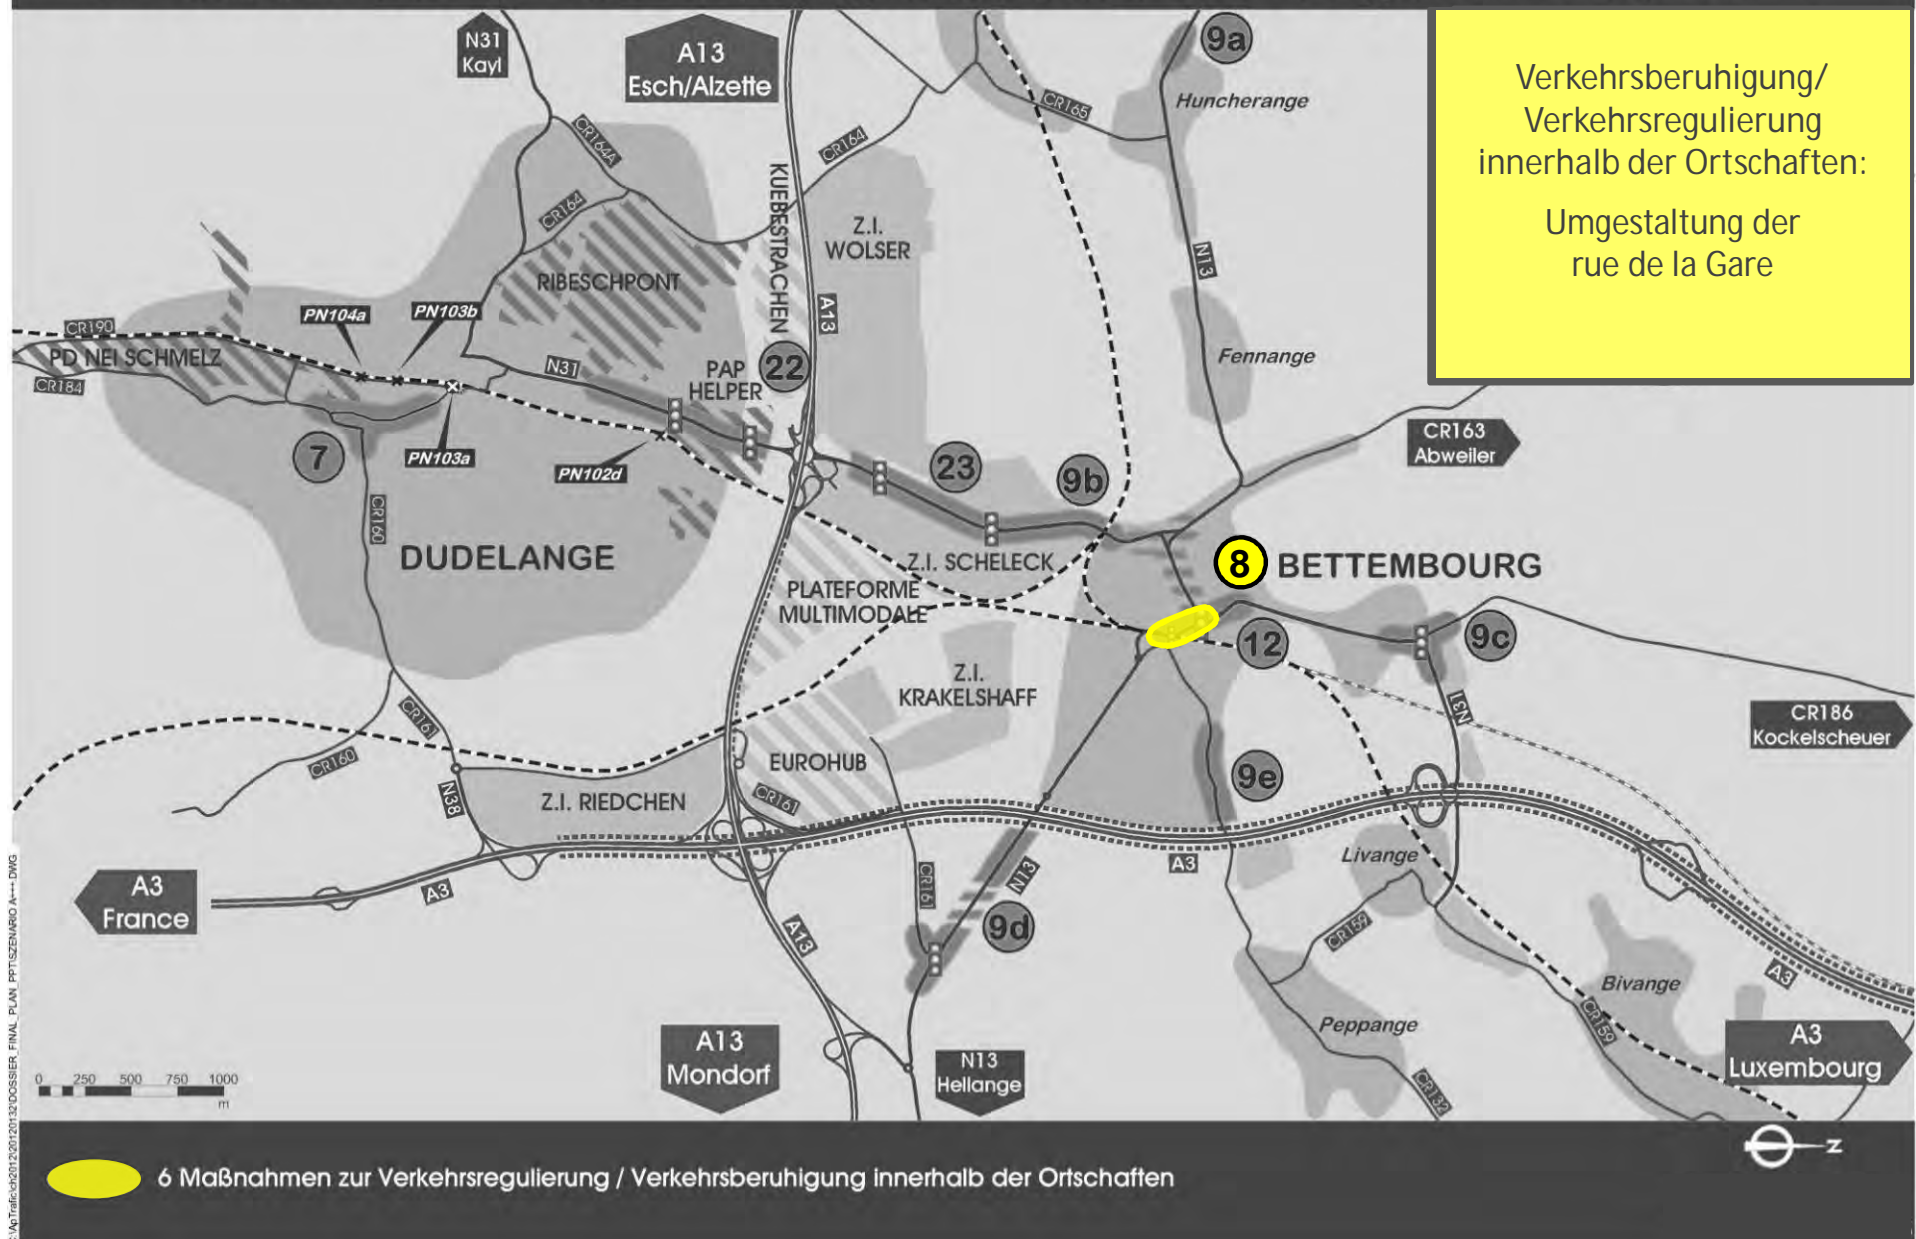 N31
Kayl
A13
Esch/Alzette
9a
Huncherange
CR165
CR164A
CR164
CR164
KUEBESTRACHEN
Z.I.
WOLSER
N13
Verkehrsberuhigung/
Verkehrsregulierung
innerhalb der Ortschaften:
Umgestaltung der
rue de la Gare
RIBESCHPONT
A13
PN104a
PN103b
CR190
PD NEI SCHMELZ
CR184
N31
PAP
HELPER
22
Fennange
7
PN103a
PN102d
23
9b
CR163
Abweiler
CR160
DUDELANGE
Z.I. SCHELECK
8
BETTEMBOURG
PLATEFORME
MULTIMODALE
12
9c
Z.I.
KRAKELSHAFF
N31
CR186
Kockelscheuer
CR161
CR160
EUROHUB
9e
N38
Z.I. RIEDCHEN
CR161
A3
France
A3
A3
Livange
N13
CR161
9d
A13
CR159
Bivange
A3
Peppange
CR159
A3
Luxembourg
A13
Mondorf
N13
Hellange
CR132
0 250 500 750 1000
m
6 Maßnahmen zur Verkehrsregulierung / Verkehrsberuhigung innerhalb der Ortschaften
N